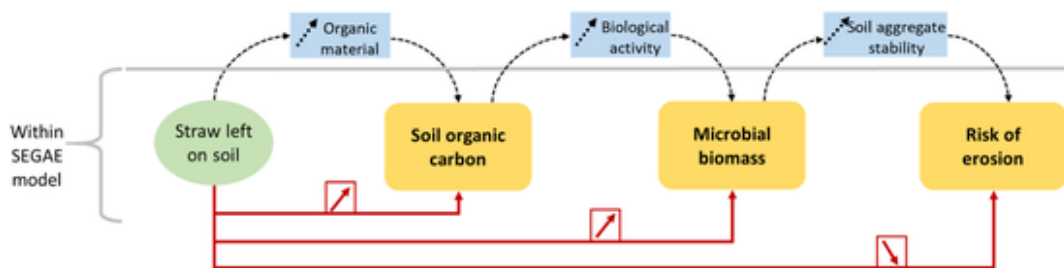 Organic
material
Biological
activity
Soil aggregate
stability
Within
SEGAE
model
Straw left
on soil
Soil organic
carbon
Microbial
biomass
Risk of
erosion